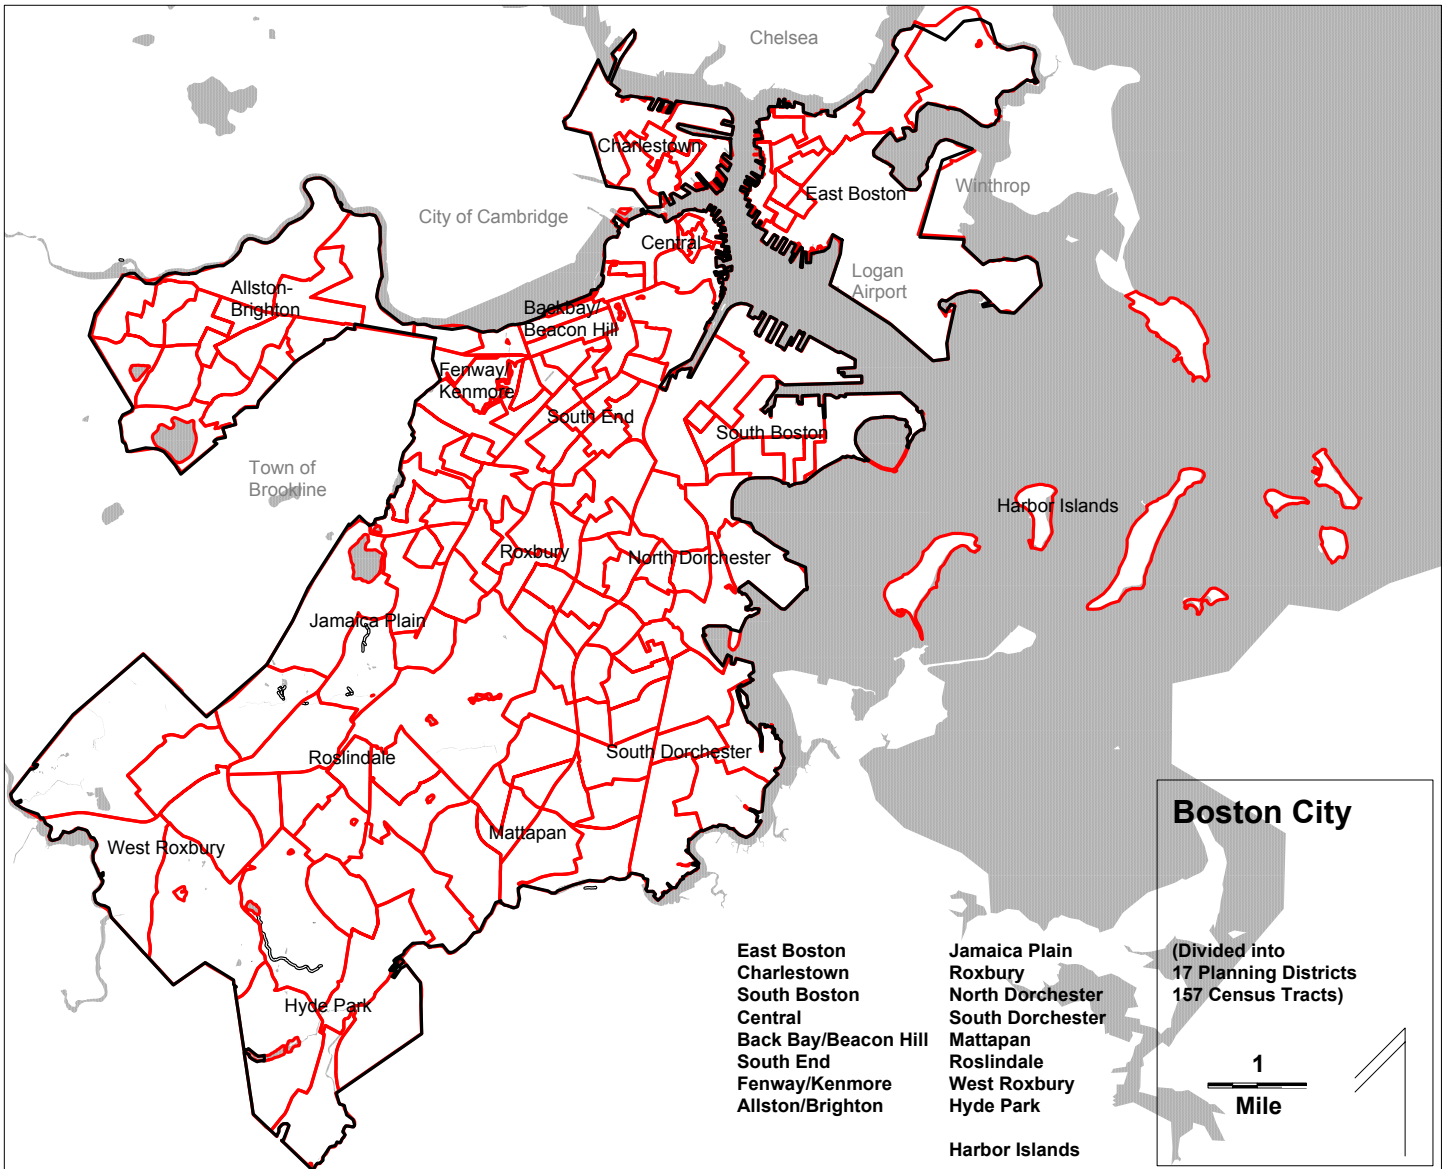 Chelsea
Charlestown
East Boston
Winthrop
City of Cambridge
Central
Logan
Airport
Allston-
Brighton
Backbay/
Beacon Hill
Fenway/
Kenmore
South End
South Boston
Town of
Brookline
Harbor Islands
Roxbury
North Dorchester
Jamaica Plain
Roslindale
South Dorchester
Mattapan
West Roxbury
Hyde Park
Boston City
(Divided into
17 Planning Districts
157 Census Tracts)
1
Mile
East Boston
Charlestown
South Boston
Central
Back Bay/Beacon Hill
South End
Fenway/Kenmore
Allston/Brighton
Jamaica Plain
Roxbury
North Dorchester
South Dorchester
Mattapan
Roslindale
West Roxbury
Hyde Park
Harbor Islands